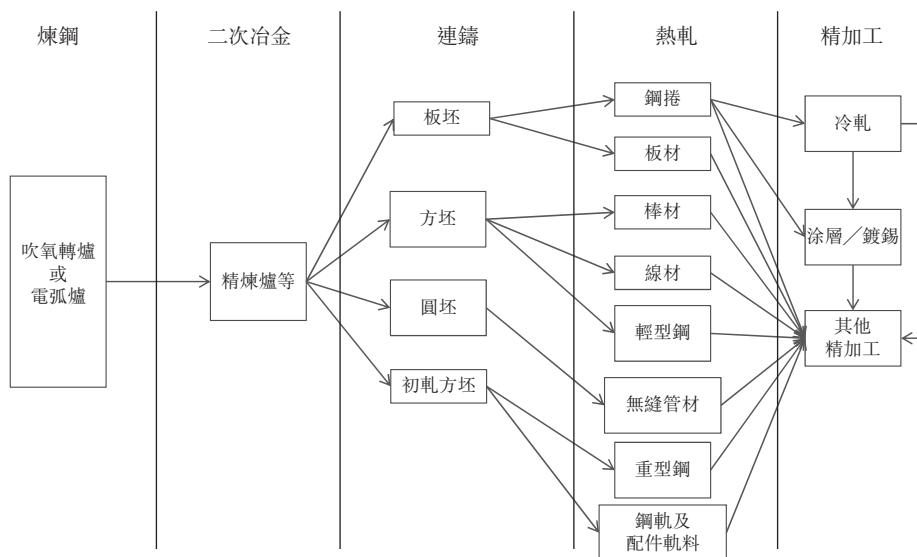 煉鋼
二次冶金
連鑄
熱軋
精加工
吹氧轉爐
或
電弧爐
精煉爐等
板坯
方坯
圓坯
初軋方坯
鋼捲
板材
棒材
線材
輕型鋼
無縫管材
重型鋼
鋼軌及
配件軌料
冷軋
涂層／鍍錫
其他
精加工